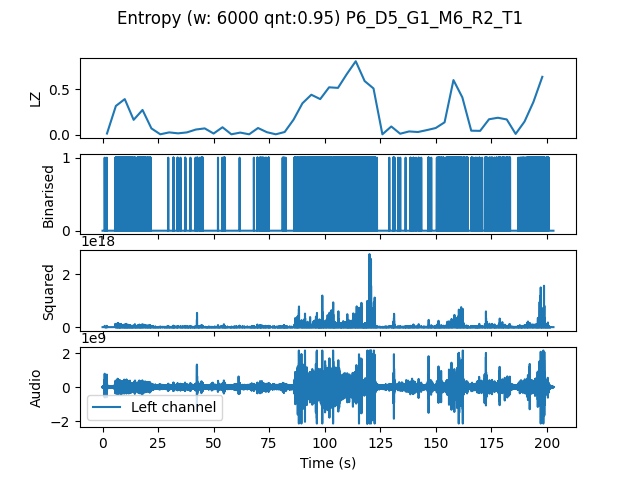 Entropy (w: 6000 qnt:0.95) P6_D5_G1_M6_R2_T1
LZ
0.5
0.0
Binarised
1
0
1e18
Squared
2
0
1e9
Audio
2
0
−2
Left channel
0 25 50 75 100 125 150 175 200
Time (s)